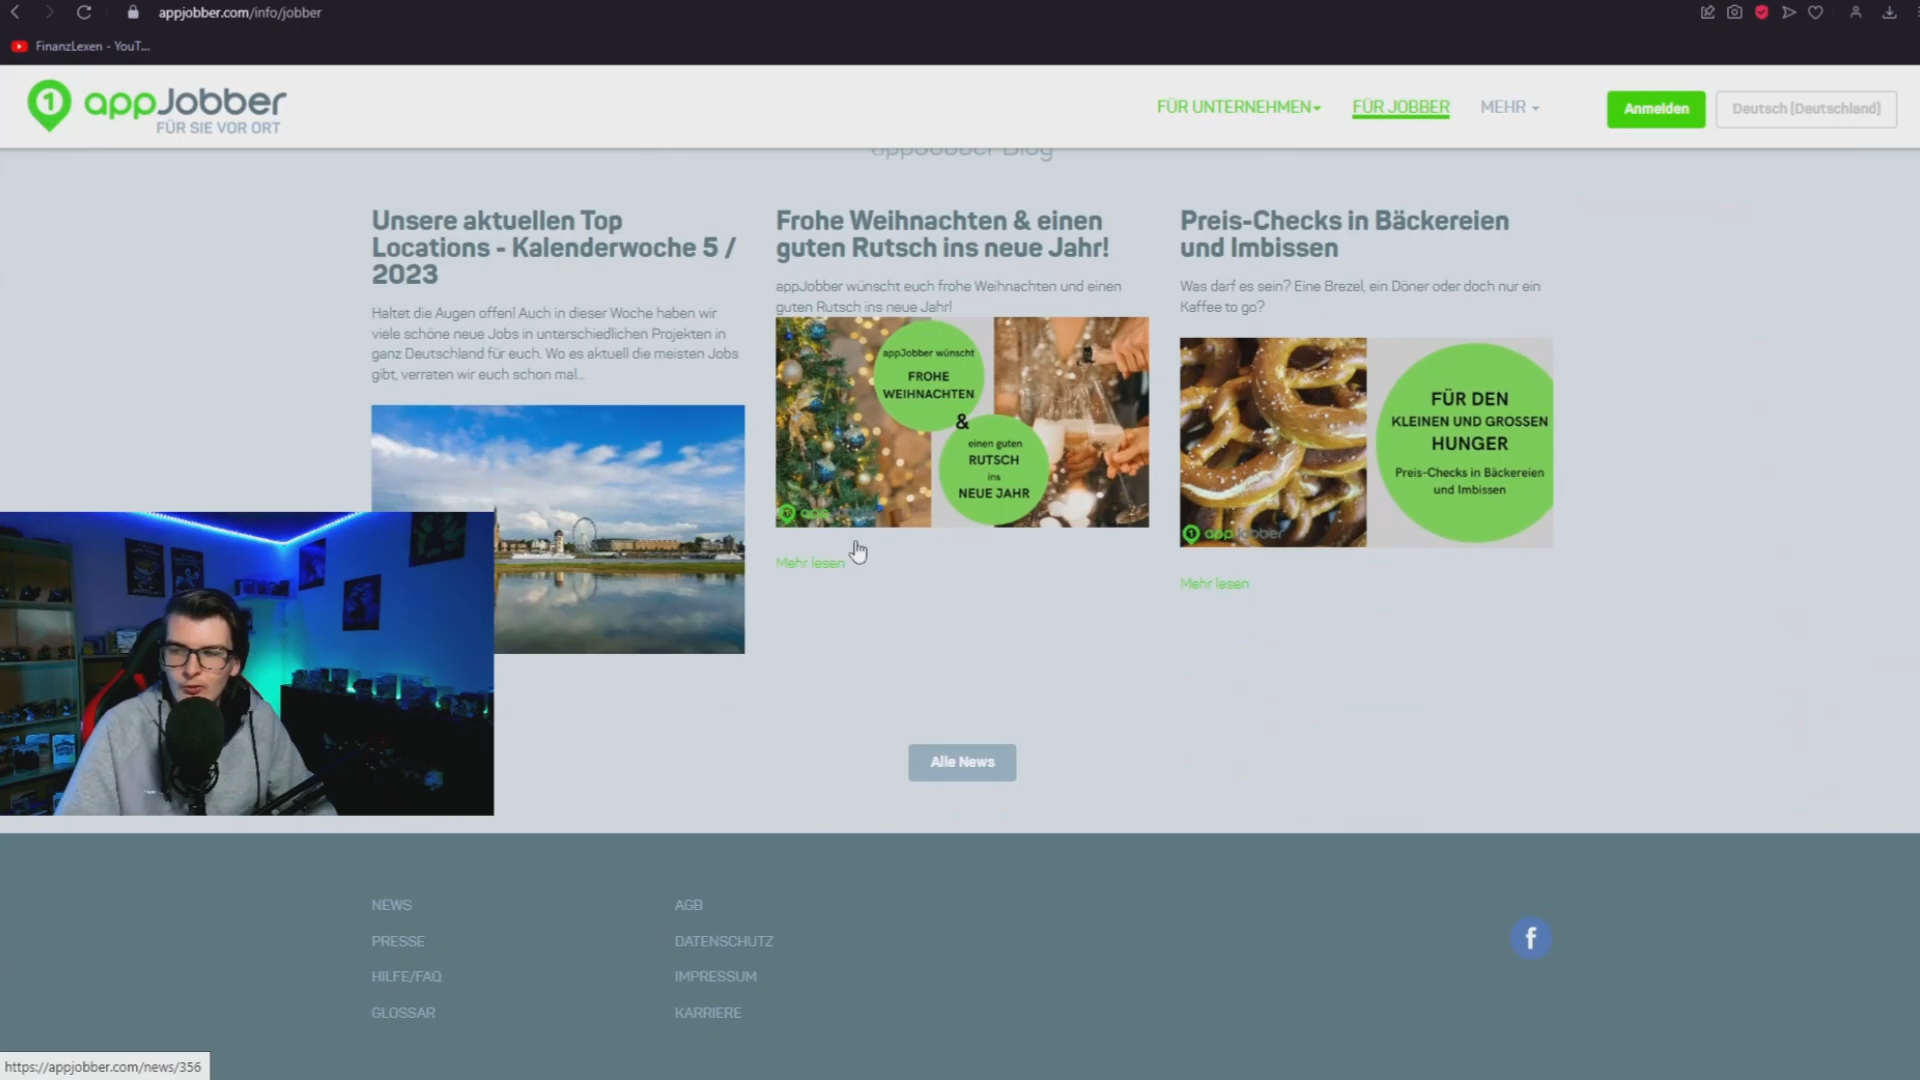 appjobber.com/info/jobber
FinanzLexen - YouT...
1 appJobber
FÜR SIE VOR ORT
FÜR UNTERNEHMEN
FÜR JOBBER
MEHR
Anmelden
Deutsch (Deutschland)
appJobber Blog
Unsere aktuellen Top
Locations - Kalenderwoche 5 /
2023
Haltet die Augen offen! Auch in dieser Woche haben wir
viele schöne neue Jobs in unterschiedlichen Projekten in
ganz Deutschland für euch. Wo es aktuell die meisten Jobs
gibt, verraten wir euch schon mal...
Frohe Weihnachten & einen
guten Rutsch ins neue Jahr!
appJobber wünscht euch frohe Weihnachten und einen
guten Rutsch ins neue Jahr!
appJobber wünscht
FROHE
WEIHNACHTEN
&
einen guten
RUTSCH
ins
NEUE JAHR
Mehr lesen
Preis-Checks in Bäckereien
und Imbissen
Was darf es sein? Eine Brezel, ein Döner oder doch nur ein
Kaffee to go?
FÜR DEN
KLEINEN UND GROSSEN
HUNGER
Preis-Checks in Bäckereien
und Imbissen
1 appJobber
Mehr lesen
Alle News
NEWS
PRESSE
HILFE/FAQ
GLOSSAR
AGB
DATENSCHUTZ
IMPRESSUM
KARRIERE
f
https://appjobber.com/news/356